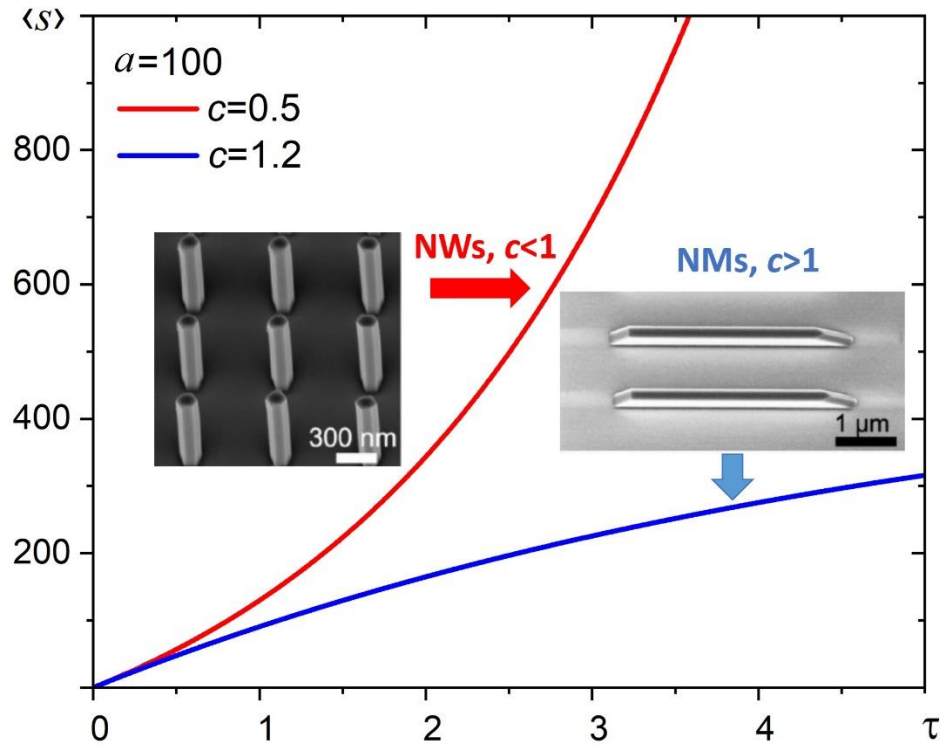 ⟨s⟩
a=100
c=0.5
c=1.2
800
600
400
200
NWs, c<1
NMs, c>1
300 nm
1 μm
0 1 2 3 4 τ